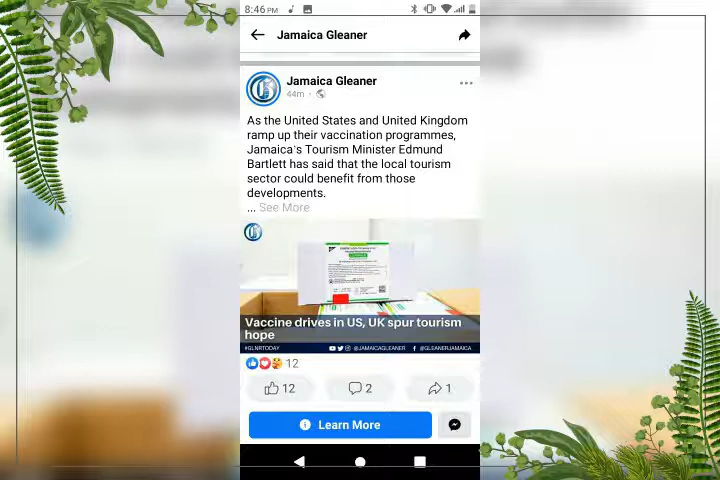 8:46 PM
Jamaica Gleaner
Jamaica Gleaner
44m ·
As the United States and United Kingdom
ramp up their vaccination programmes,
Jamaica's Tourism Minister Edmund
Bartlett has said that the local tourism
sector could benefit from those
developments.
... See More
Vaccine drives in US, UK spur tourism
hope
#GLNRTODAY @JAMAICAGLEANER @GLEANERJAMAICA
12
12 2 1
Learn More